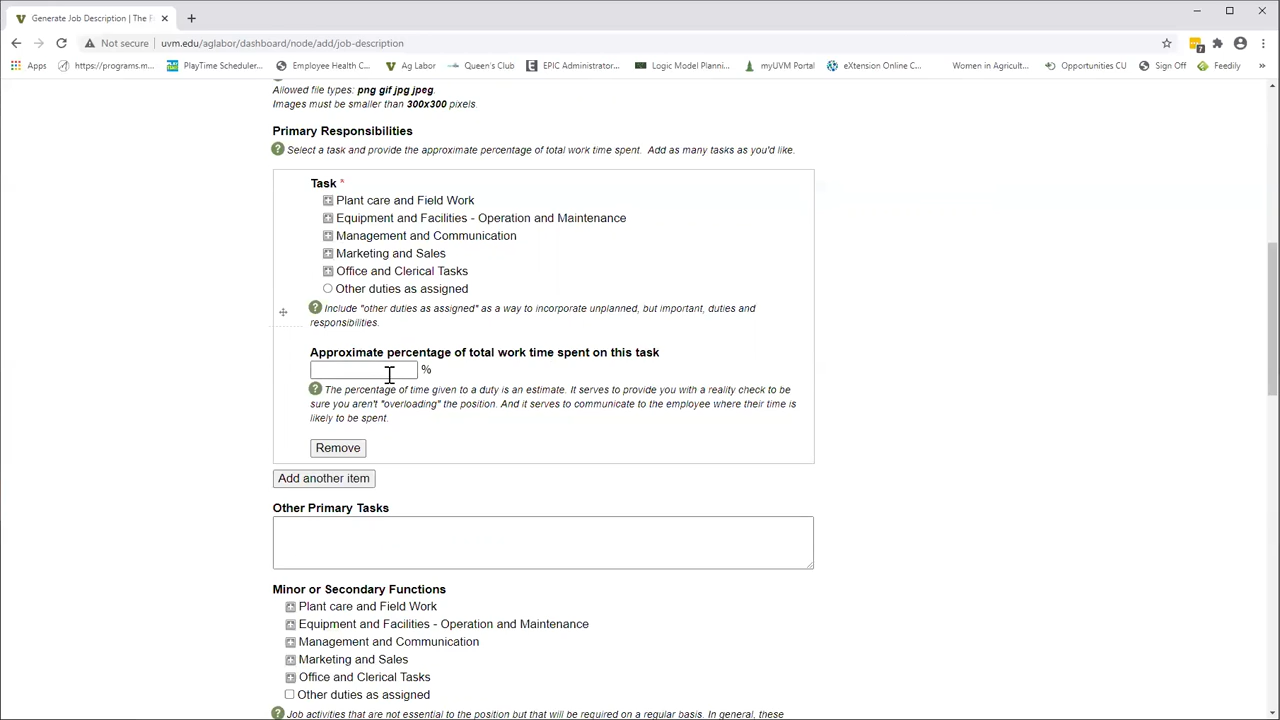 Generate Job Description | The F
Not secure uvm.edu/aglabor/dashboard/node/add/job-description
7
Apps https://programs.m... PlayTime Scheduler... Employee Health C... Ag Labor Queen's Club EPIC Administrator... Logic Model Planni... myUVM Portal eXtension Online C... Women in Agricult... Opportunities CU Sign Off Feedily
Allowed file types: png gif jpg jpeg.
Images must be smaller than 300x300 pixels.
Primary Responsibilities
Select a task and provide the approximate percentage of total work time spent. Add as many tasks as you'd like.
Task *
Plant care and Field Work
Equipment and Facilities - Operation and Maintenance
Management and Communication
Marketing and Sales
Office and Clerical Tasks
Other duties as assigned
Include "other duties as assigned" as a way to incorporate unplanned, but important, duties and
responsibilities.
Approximate percentage of total work time spent on this task
%
The percentage of time given to a duty is an estimate. It serves to provide you with a reality check to be
sure you aren't "overloading" the position. And it serves to communicate to the employee where their time is
likely to be spent.
Remove
Add another item
Other Primary Tasks
Minor or Secondary Functions
Plant care and Field Work
Equipment and Facilities - Operation and Maintenance
Management and Communication
Marketing and Sales
Office and Clerical Tasks
Other duties as assigned
Job activities that are not essential to the position but that will be required on a regular basis. In general, these